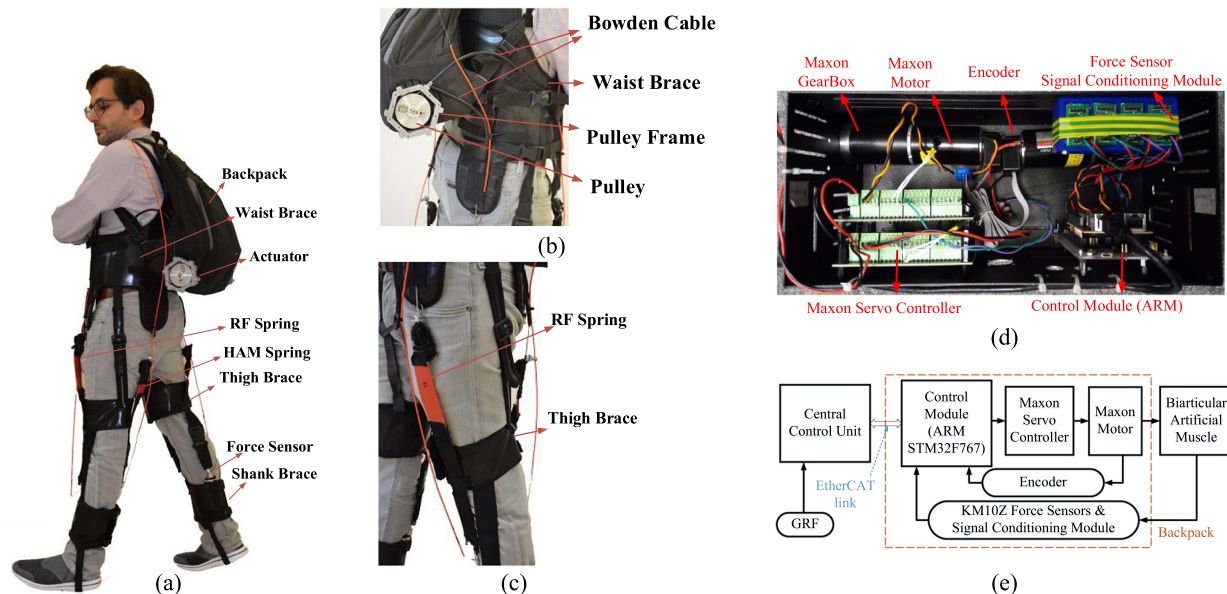 Backpack
Waist Brace
Actuator
RF Spring
HAM Spring
Thigh Brace
Force Sensor
Shank Brace
(a)
Bowden Cable
Waist Brace
Pulley Frame
Pulley
(b)
RF Spring
Thigh Brace
(c)
Maxon
GearBox
Maxon
Motor
Encoder
Force Sensor
Signal Conditioning Module
Maxon Servo Controller
Control Module (ARM)
(d)
Central
Control Unit
Control
Module
(ARM
STM32F767)
Maxon
Servo
Controller
Maxon
Motor
Biarticular
Artificial
Muscle
EtherCAT
link
Encoder
GRF
KM10Z Force Sensors &
Signal Conditioning Module
Backpack
(e)